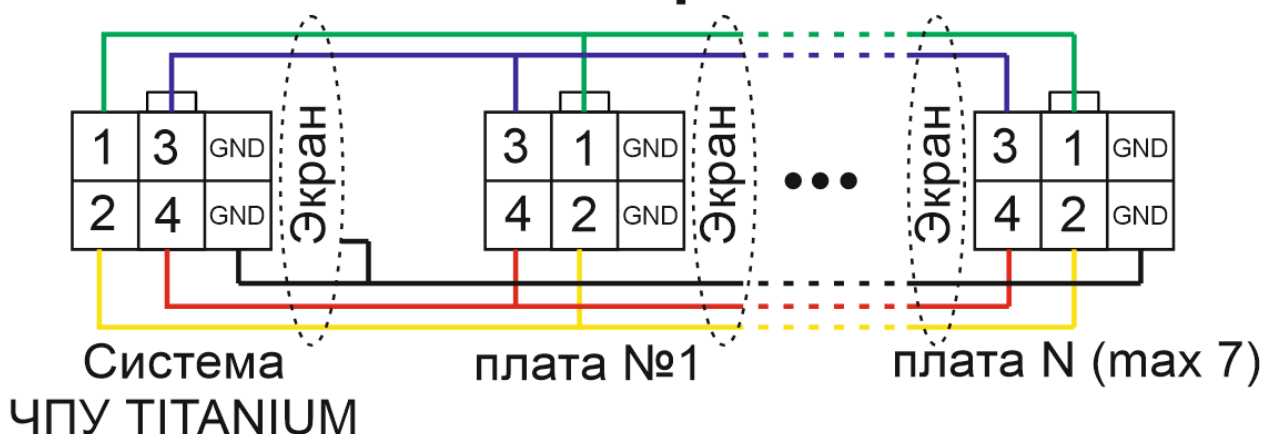 1 3 GND
2 4 GND
Экран
3 1 GND
4 2 GND
Экран
Экран
3 1 GND
4 2 GND
Система
ЧПУ TITANIUM
плата №1
плата N (max 7)